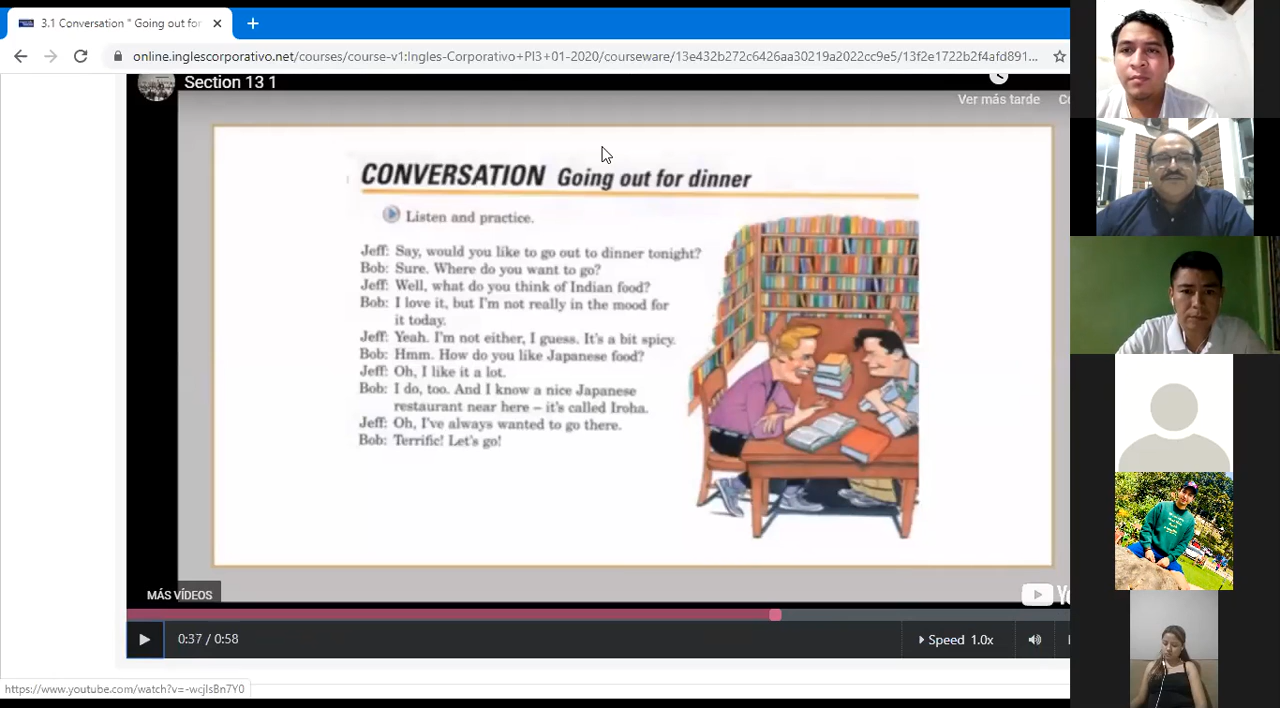 3.1 Conversation " Going out for
online.inglescorporativo.net/courses/course-v1:Ingles
orporativo+PI3+01-2020/courseware/13e432b272c6426aa30219a2022cc9e5/13f2e1722b2f4afd891...
Section 13 1
Ver más tarde
CONVERSATION Going out for dinner
Listen and practice.
Jeff: Say, would you like to go out to dinner tonight?
Bob: Sure. Where do you want to go?
Jeff: Well, what do you think of Indian food?
Bob: I love it, but I'm not really in the mood for
it today.
Jeff: Yeah. I'm not either, I guess. It's a bit spicy.
Bob: Hmm. How do you like Japanese food?
Jeff: Oh, I like it a lot.
Bob: I do, too. And I know a nice Japanese
restaurant near here – it's called Iroha.
Jeff: Oh, I've always wanted to go there.
Bob: Terrific! Let's go!
MÁS VÍDEOS
0:37 / 0:58
Speed 1.0x
https://www.youtube.com/watch?v=-wcjIsBn7Y0